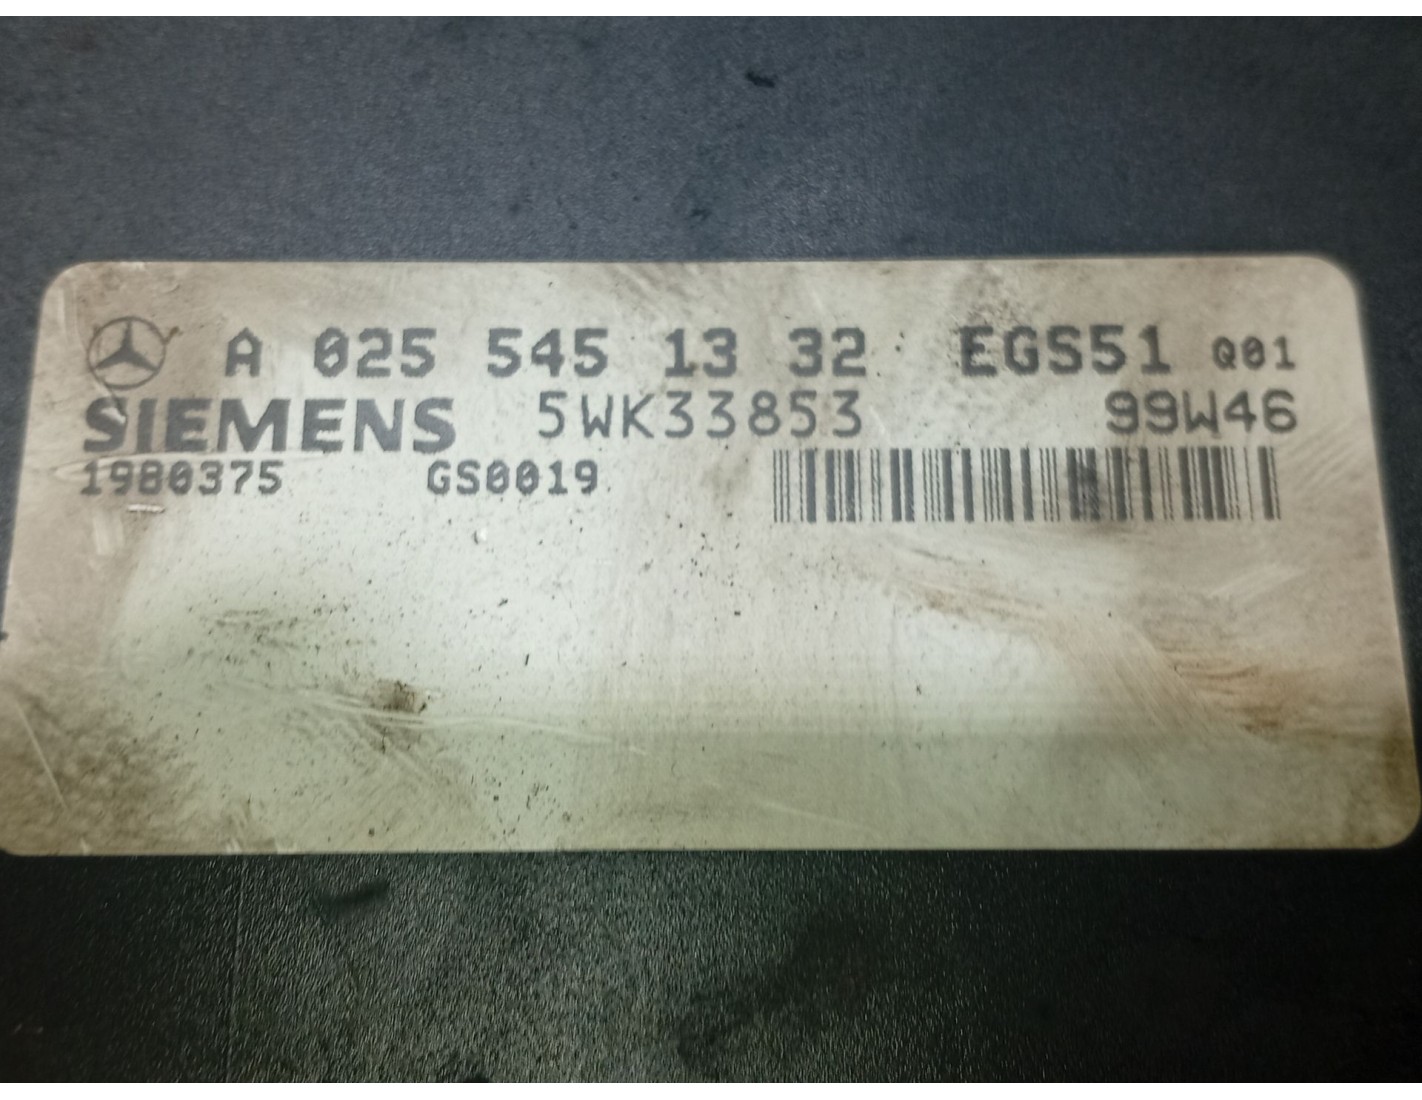 A 025 545 13 32 EGS51 Q01
SIEMENS 5WK33853 99W46
1980375 GS0019